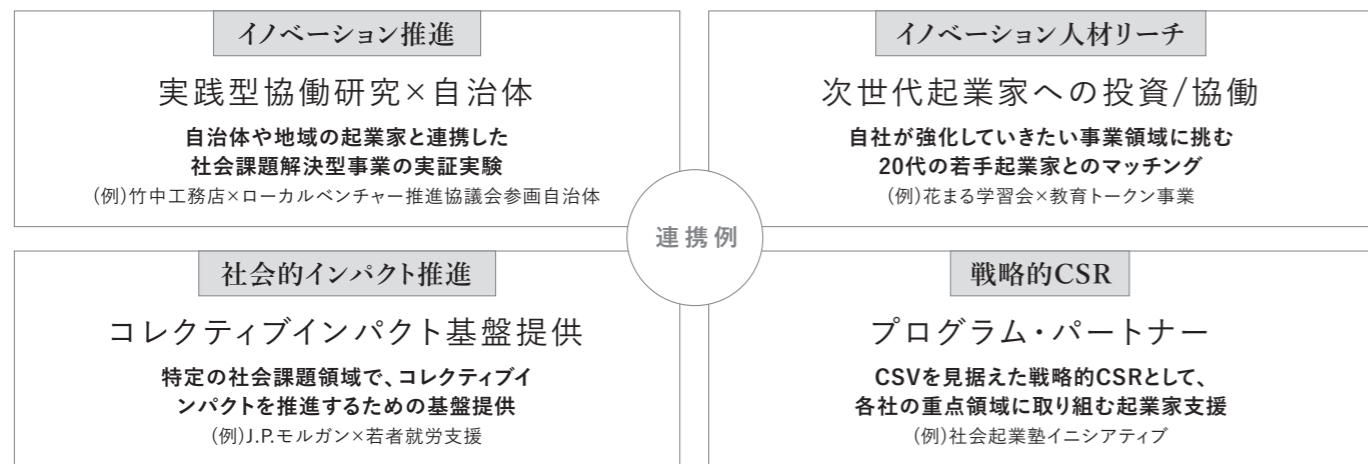 イノベーション推進
実践型協働研究×自治体
自治体や地域の起業家と連携した
社会課題解決型事業の実証実験
(例)竹中工務店×ローカルベンチャー推進協議会参画自治体
イノベーション人材リーチ
次世代起業家への投資/協働
自社が強化していきたい事業領域に挑む
20代の若手起業家とのマッチング
(例)花まる学習会×教育トークン事業
連携例
社会的インパクト推進
コレクティブインパクト基盤提供
特定の社会課題領域で、コレクティブイ
ンパクトを推進するための基盤提供
(例)J.P.モルガン×若者就労支援
戦略的CSR
プログラム・パートナー
CSVを見据えた戦略的CSRとして、
各社の重点領域に取り組む起業家支援
(例)社会起業塾イニシアティブ